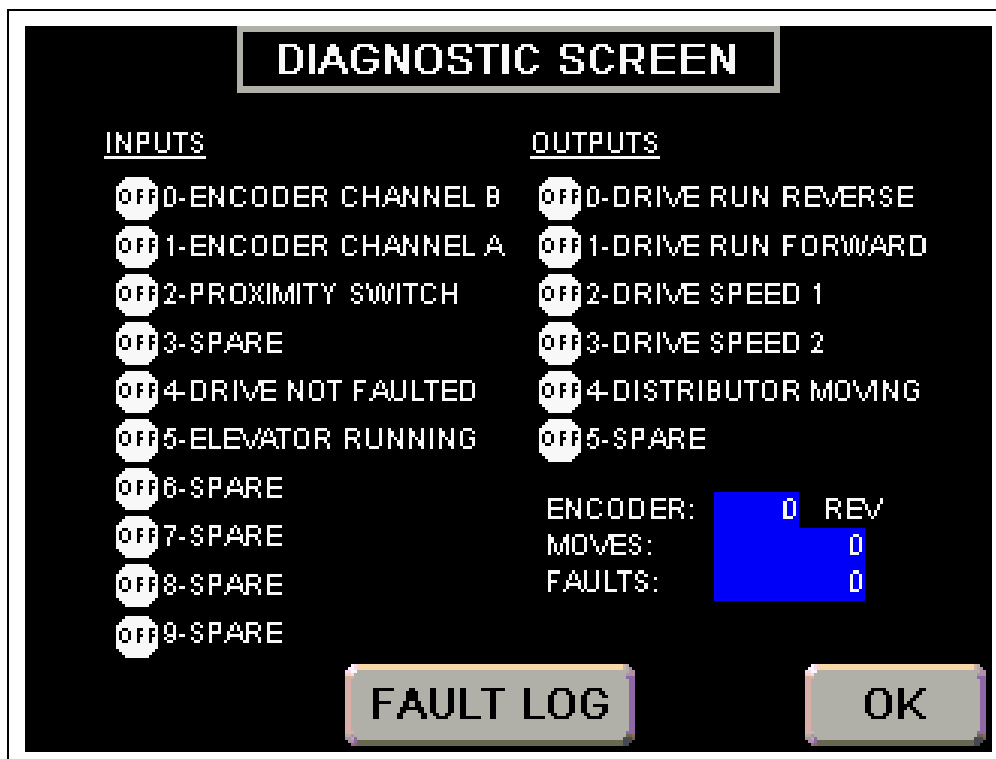 DIAGNOSTIC SCREEN
INPUTS
OFF 0-ENCODER CHANNEL B
OFF 1-ENCODER CHANNEL A
OFF 2-PROXIMITY SWITCH
OFF 3-SPARE
OFF 4-DRIVE NOT FAULTED
OFF 5-ELEVATOR RUNNING
OFF 6-SPARE
OFF 7-SPARE
OFF 8-SPARE
OFF 9-SPARE
OUTPUTS
OFF 0-DRIVE RUN REVERSE
OFF 1-DRIVE RUN FORWARD
OFF 2-DRIVE SPEED 1
OFF 3-DRIVE SPEED 2
OFF 4-DISTRIBUTOR MOVING
OFF 5-SPARE
ENCODER: 0 REV
MOVES: 0
FAULTS: 0
FAULT LOG
OK